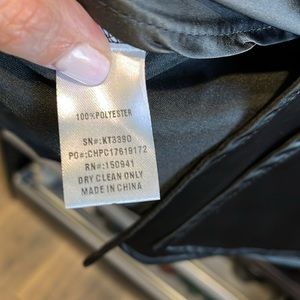 100%POLYESTER
SN#:KT3390
PO#:CHPC17619172
RN#:150941
DRY CLEAN ONLY
MADE IN CHINA